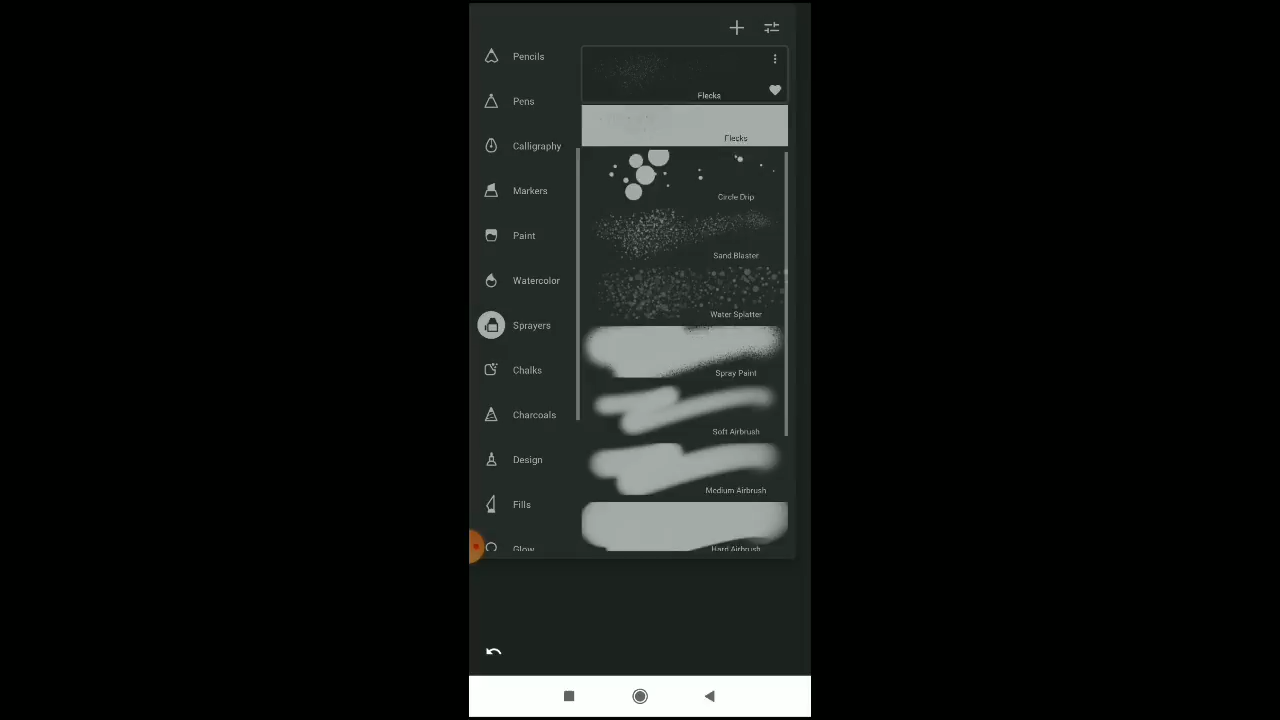 Pencils
Pens
Calligraphy
Markers
Paint
Watercolor
Sprayers
Chalks
Charcoals
Design
Fills
Glow
Flecks
Flecks
Circle Drip
Sand Blaster
Water Splatter
Spray Paint
Soft Airbrush
Medium Airbrush
Hard Airbrush